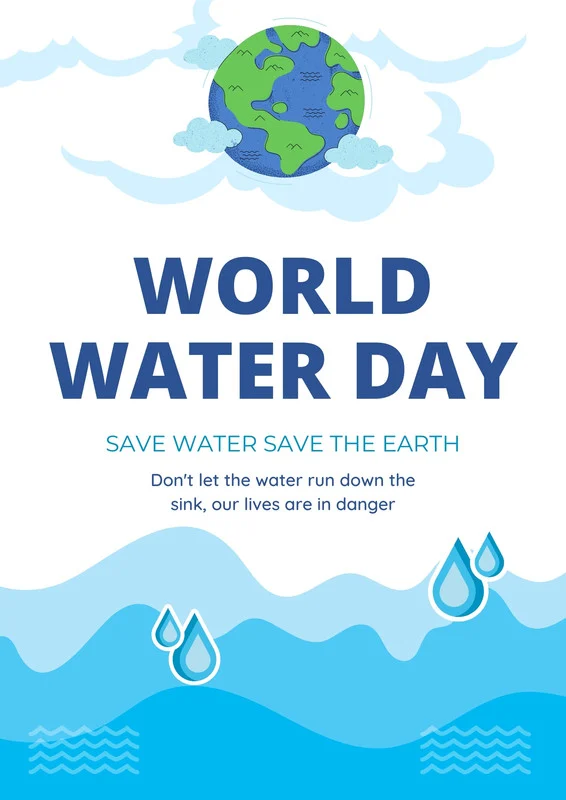 WORLD
WATER DAY
SAVE WATER SAVE THE EARTH
Don't let the water run down the
sink, our lives are in danger